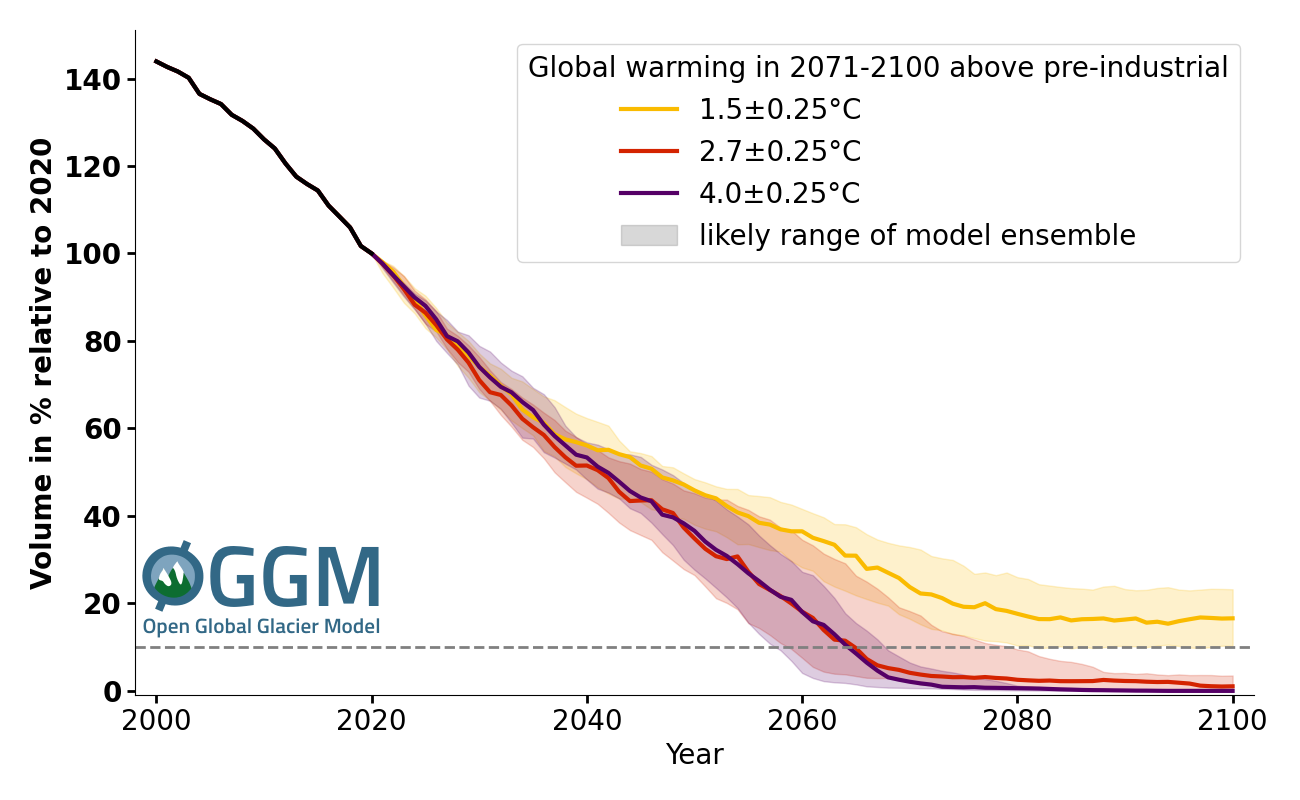 Global warming in 2071-2100 above pre-industrial
1.5±0.25°C
2.7±0.25°C
4.0±0.25°C
likely range of model ensemble
Volume in % relative to 2020
140
120
100
80
60
40
20
0
OGGM
Open Global Glacier Model
2000
2020
2040
2060
2080
2100
Year